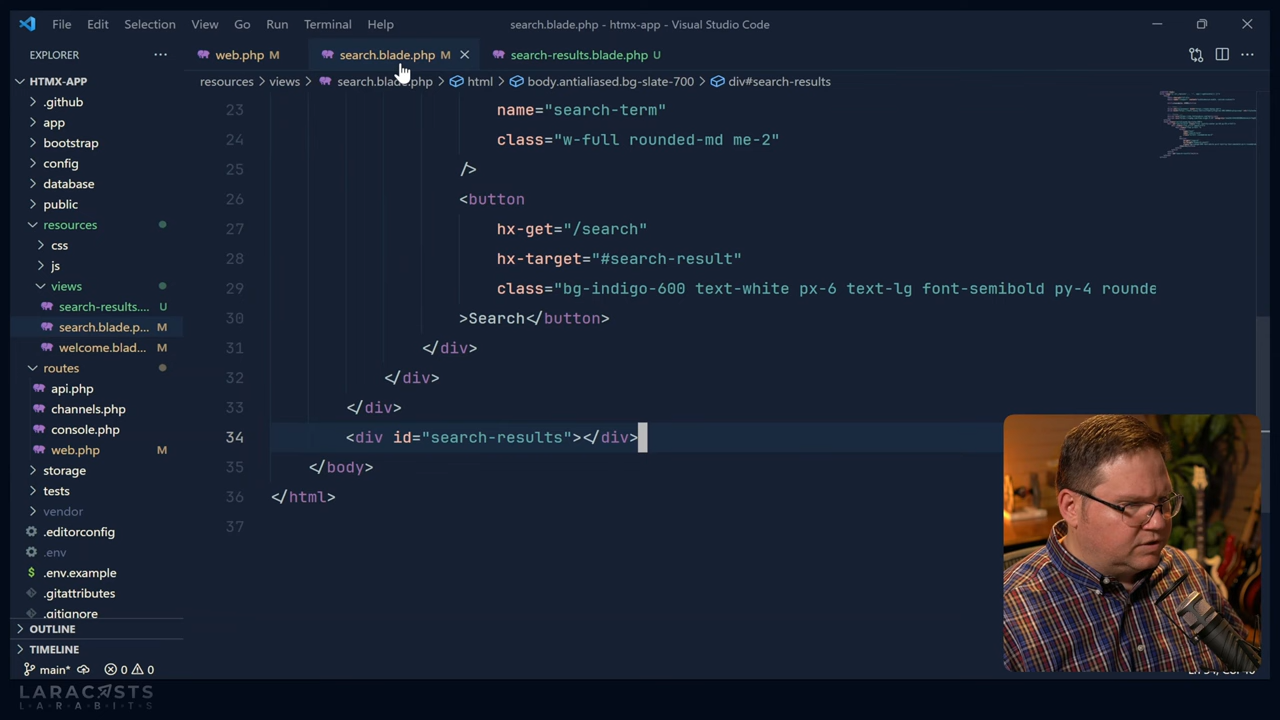 File Edit Selection View Go Run Terminal Help
search.blade.php - htmx-app - Visual Studio Code
EXPLORER
web.php M
search.blade.php M
search-results.blade.php U
HTMX-APP
resources > views > search.blade.php > html > body.antialiased.bg-slate-700 > div#search-results
.github
app
bootstrap
config
database
public
resources
css
js
views
search-results.... U
search.blade.p... M
welcome.blad... M
routes
api.php
channels.php
console.php
web.php M
storage
tests
vendor
.editorconfig
.env
$ .env.example
.gitattributes
.gitignore
OUTLINE
TIMELINE
23 name="search-term"
24 class="w-full rounded-md me-2"
25 />
26 <button
27 hx-get="/search"
28 hx-target="#search-result"
29 class="bg-indigo-600 text-white px-6 text-lg font-semibold py-4 rounde
30 >Search</button>
31 </div>
32 </div>
33 </div>
34 <div id="search-results"></div>
35 </body>
36 </html>
37
main* 0 0
LARACASTS
LARABITS